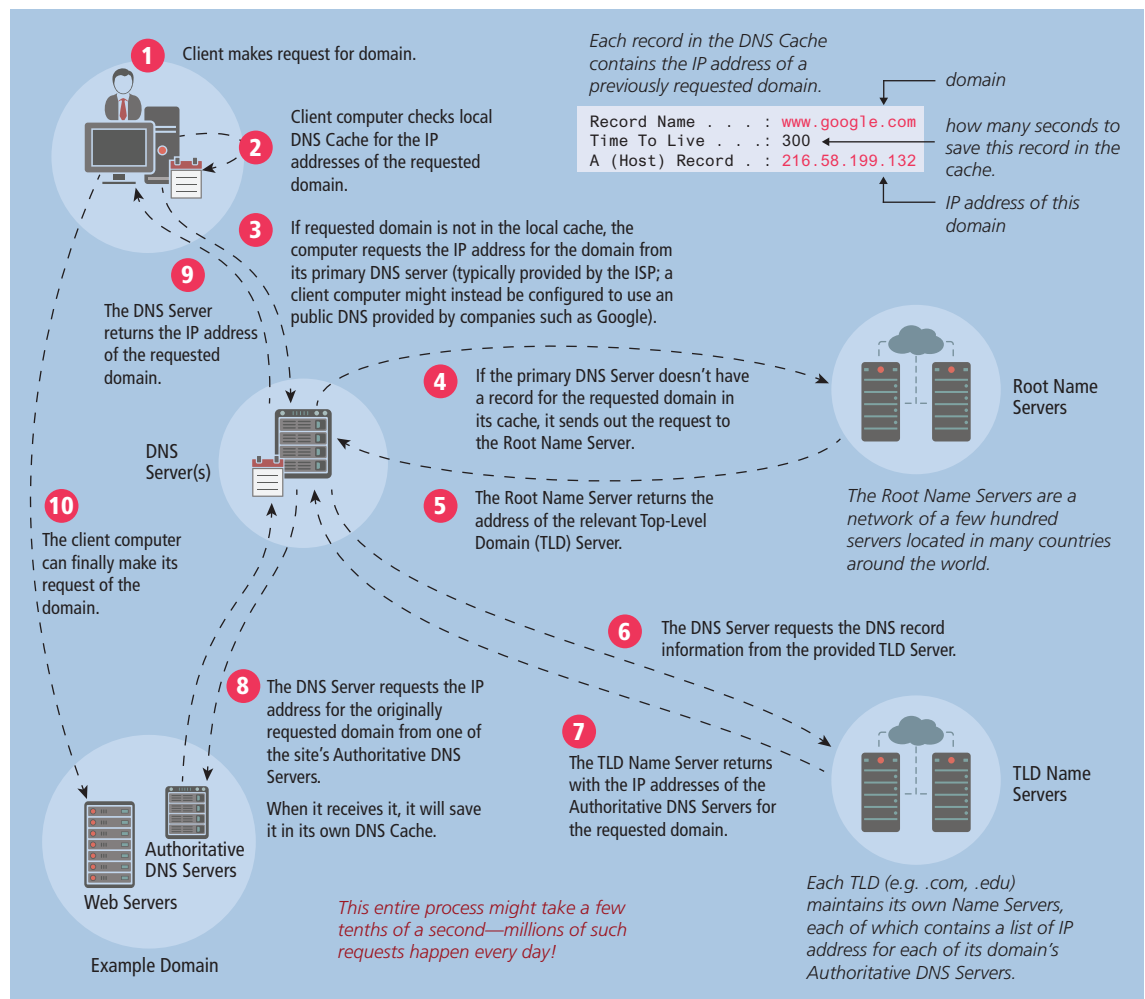 1
Client makes request for domain.
2
Client computer checks local
DNS Cache for the IP
addresses of the requested
domain.
Each record in the DNS Cache
contains the IP address of a
previously requested domain.
Record Name . . . : www.google.com
Time To Live . . .: 300
A (Host) Record . : 216.58.199.132
domain
how many seconds to
save this record in the
cache.
IP address of this
domain
3
If requested domain is not in the local cache, the
computer requests the IP address for the domain from
its primary DNS server (typically provided by the ISP; a
client computer might instead be configured to use an
public DNS provided by companies such as Google).
9
The DNS Server
returns the IP address
of the requested
domain.
4
If the primary DNS Server doesn't have
a record for the requested domain in
its cache, it sends out the request to
the Root Name Server.
Root Name
Servers
DNS
Server(s)
5
The Root Name Server returns the
address of the relevant Top-Level
Domain (TLD) Server.
The Root Name Servers are a
network of a few hundred
servers located in many countries
around the world.
10
The client computer
can finally make its
request of the
domain.
6
The DNS Server requests the DNS record
information from the provided TLD Server.
8
The DNS Server requests the IP
address for the originally
requested domain from one of
the site's Authoritative DNS
Servers.
When it receives it, it will save
it in its own DNS Cache.
7
The TLD Name Server returns
with the IP addresses of the
Authoritative DNS Servers for
the requested domain.
TLD Name
Servers
Authoritative
DNS Servers
Web Servers
Example Domain
This entire process might take a few
tenths of a second—millions of such
requests happen every day!
Each TLD (e.g. .com, .edu)
maintains its own Name Servers,
each of which contains a list of IP
address for each of its domain's
Authoritative DNS Servers.